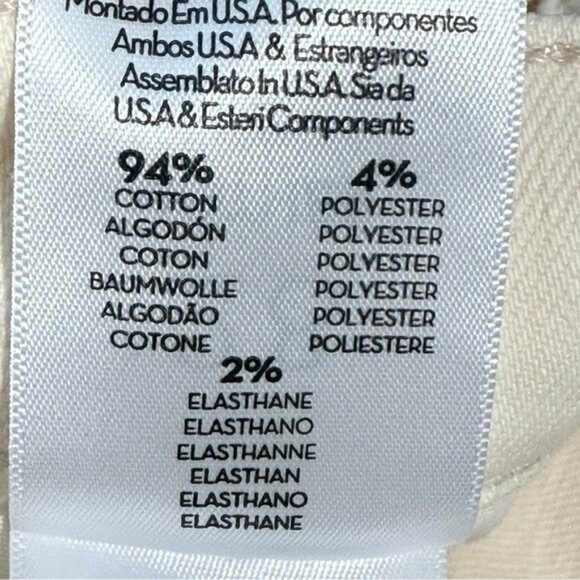 Montado Em U.S.A. Por componentes
Ambos U.S.A & Estrangeiros
Assemblato In U.S.A. Sia da
U.S.A & Esteri Components
94%
COTTON
ALGODÓN
COTON
BAUMWOLLE
ALGODÃO
COTONE
4%
POLYESTER
POLYESTER
POLYESTER
POLYESTER
POLYESTER
POLIESTERE
2%
ELASTHANE
ELASTHANO
ELASTHANNE
ELASTHAN
ELASTHANO
ELASTHANE